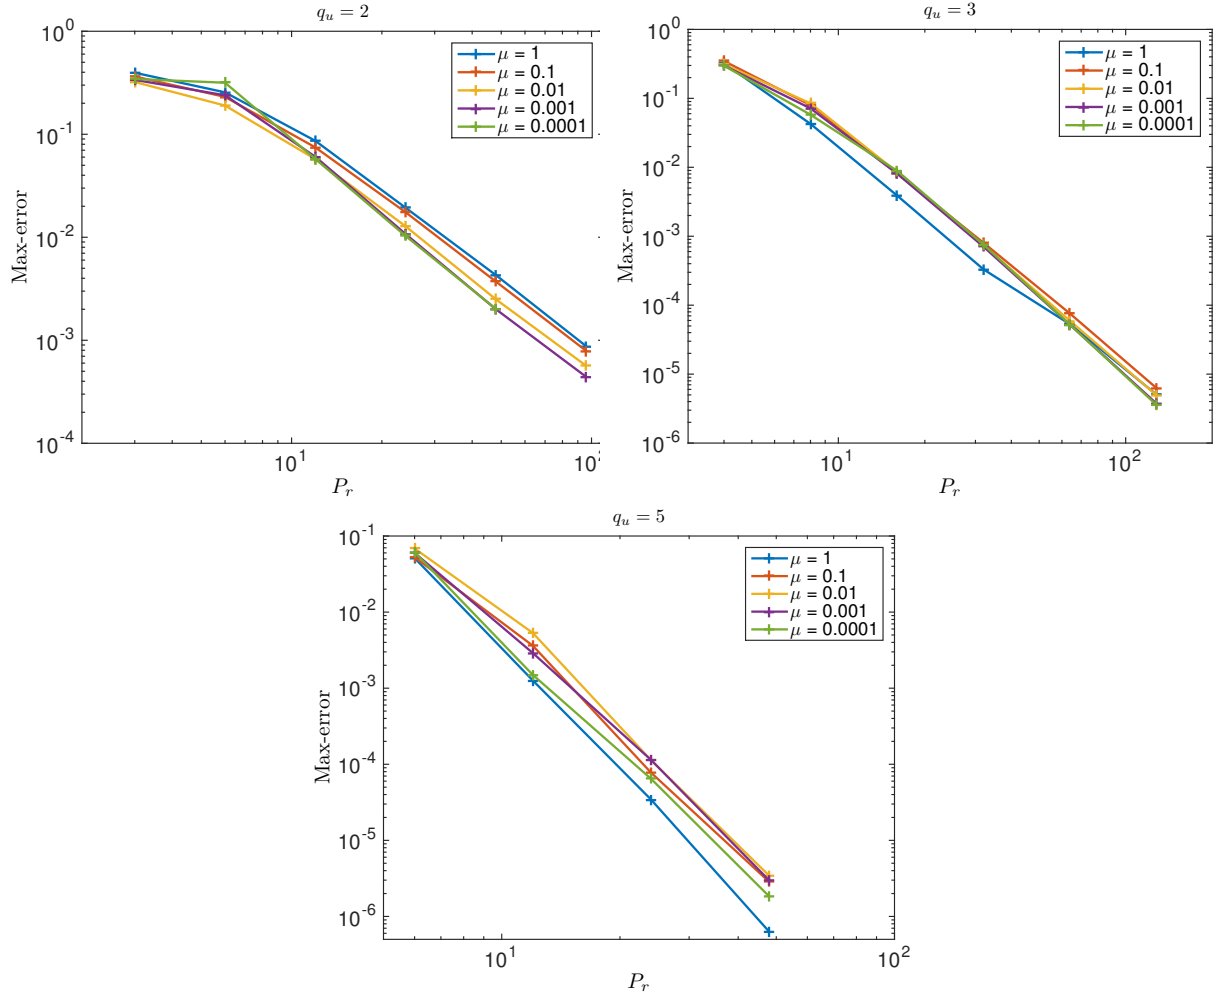 q_u = 2
10^0
10^-1
10^-2
10^-3
10^-4
Max-error
10^1
10^2
P_r
μ = 1
μ = 0.1
μ = 0.01
μ = 0.001
μ = 0.0001
q_u = 3
10^0
10^-1
10^-2
10^-3
10^-4
10^-5
10^-6
Max-error
10^1
10^2
P_r
μ = 1
μ = 0.1
μ = 0.01
μ = 0.001
μ = 0.0001
q_u = 5
10^-1
10^-2
10^-3
10^-4
10^-5
10^-6
Max-error
10^1
10^2
P_r
μ = 1
μ = 0.1
μ = 0.01
μ = 0.001
μ = 0.0001